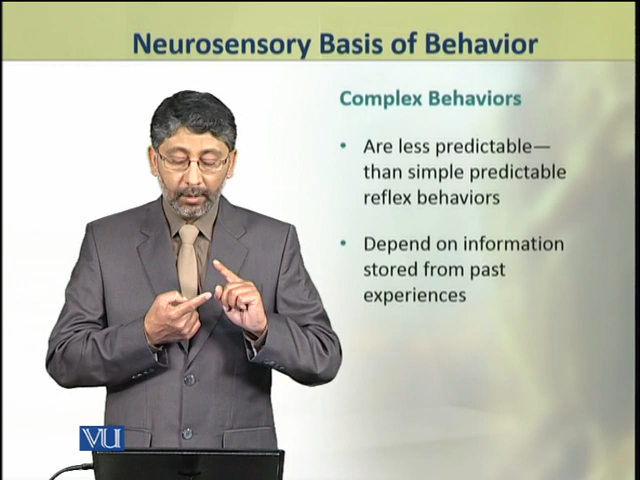 Neurosensory Basis of Behavior
Complex Behaviors
• Are less predictable—
than simple predictable
reflex behaviors
• Depend on information
stored from past
experiences
VU